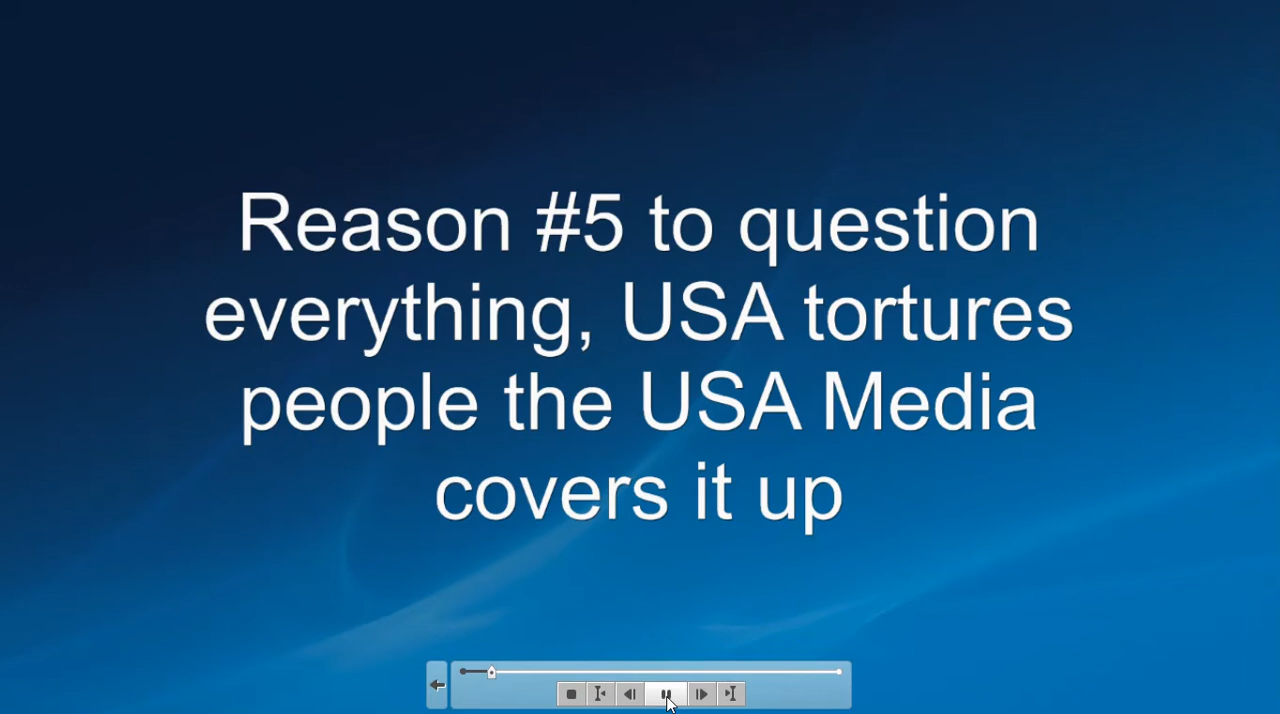 Reason #5 to question
everything, USA tortures
people the USA Media
covers it up